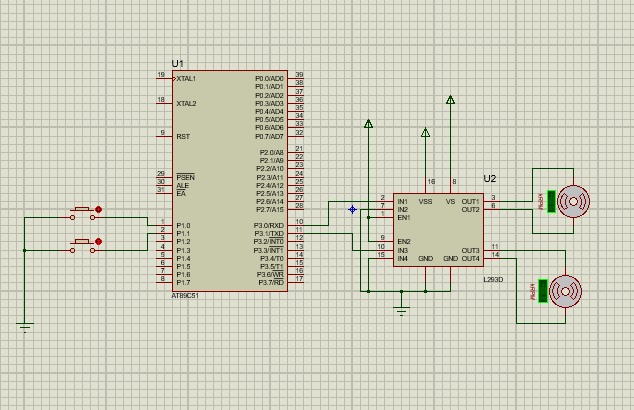 U1
19 XTAL1 P0.0/AD0 39
P0.1/AD1 38
P0.2/AD2 37
18 XTAL2 P0.3/AD3 36
P0.4/AD4 35
P0.5/AD5 34
P0.6/AD6 33
9 RST P0.7/AD7 32
P2.0/A8 21
P2.1/A9 22
P2.2/A10 23
29 PSEN P2.3/A11 24
30 ALE P2.4/A12 25
31 EA P2.5/A13 26
P2.6/A14 27
P2.7/A15 28
1 P1.0 P3.0/RXD 10
2 P1.1 P3.1/TXD 11
3 P1.2 P3.2/INT0 12
4 P1.3 P3.3/INT1 13
5 P1.4 P3.4/T0 14
6 P1.5 P3.5/T1 15
7 P1.6 P3.6/WR 16
8 P1.7 P3.7/RD 17
AT89C51
U2
16 8
2 IN1 VSS VS OUT1 3
7 IN2 OUT2 6
1 EN1
9 EN2
10 IN3 OUT3 11
15 IN4 GND GND OUT4 14
L293D